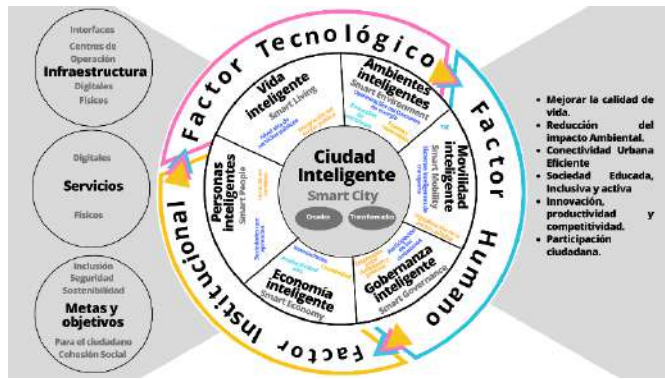 Interfaces
Centros de
Operación
Infraestructura
Digitales
Físicos
Digitales
Servicios
Físicos
Inclusión
Seguridad
Sostenibilidad
Metas y
objetivos
Para el ciudadano
Cohesión Social
Factor Tecnológico
Factor Humano
Factor Institucional
Vida
inteligente
Smart Living
Ambientes
inteligentes
Smart Environment
Movilidad
inteligente
Smart Mobility
Gobernanza
inteligente
Smart Governance
Economía
inteligente
Smart Economy
Personas
inteligentes
Smart People
Ciudad
Inteligente
Smart City
Creadas
Transformadas
• Mejorar la calidad de
vida.
• Reducción del
impacto Ambiental.
• Conectividad Urbana
Eficiente
• Sociedad Educada,
Inclusiva y activa
• Innovación,
productividad y
competitividad.
• Participación
ciudadana.